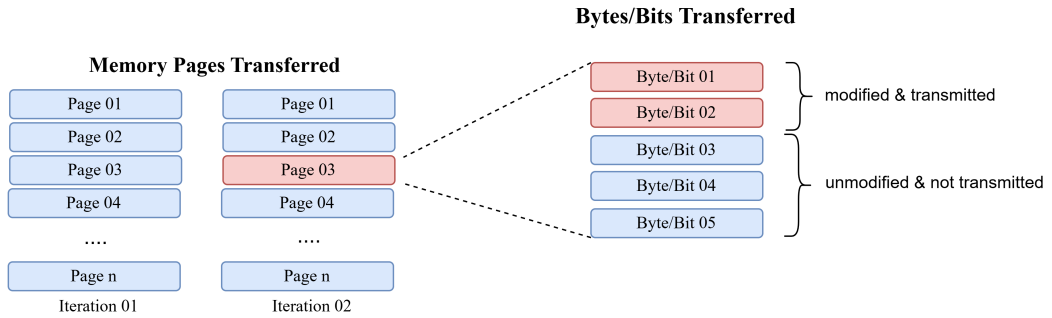 Bytes/Bits Transferred
Memory Pages Transferred
Page 01
Page 02
Page 03
Page 04
....
Page n
Iteration 01
Page 01
Page 02
Page 03
Page 04
....
Page n
Iteration 02
Byte/Bit 01
Byte/Bit 02
Byte/Bit 03
Byte/Bit 04
Byte/Bit 05
modified & transmitted
unmodified & not transmitted